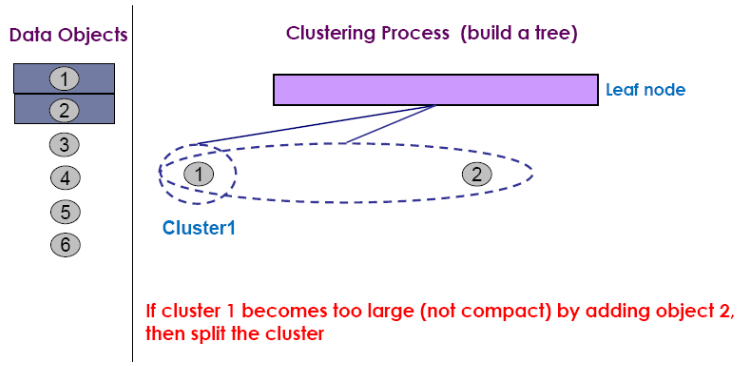 Data Objects
1
2
3
4
5
6
Clustering Process (build a tree)
Leaf node
1
2
Cluster1
If cluster 1 becomes too large (not compact) by adding object 2,
then split the cluster